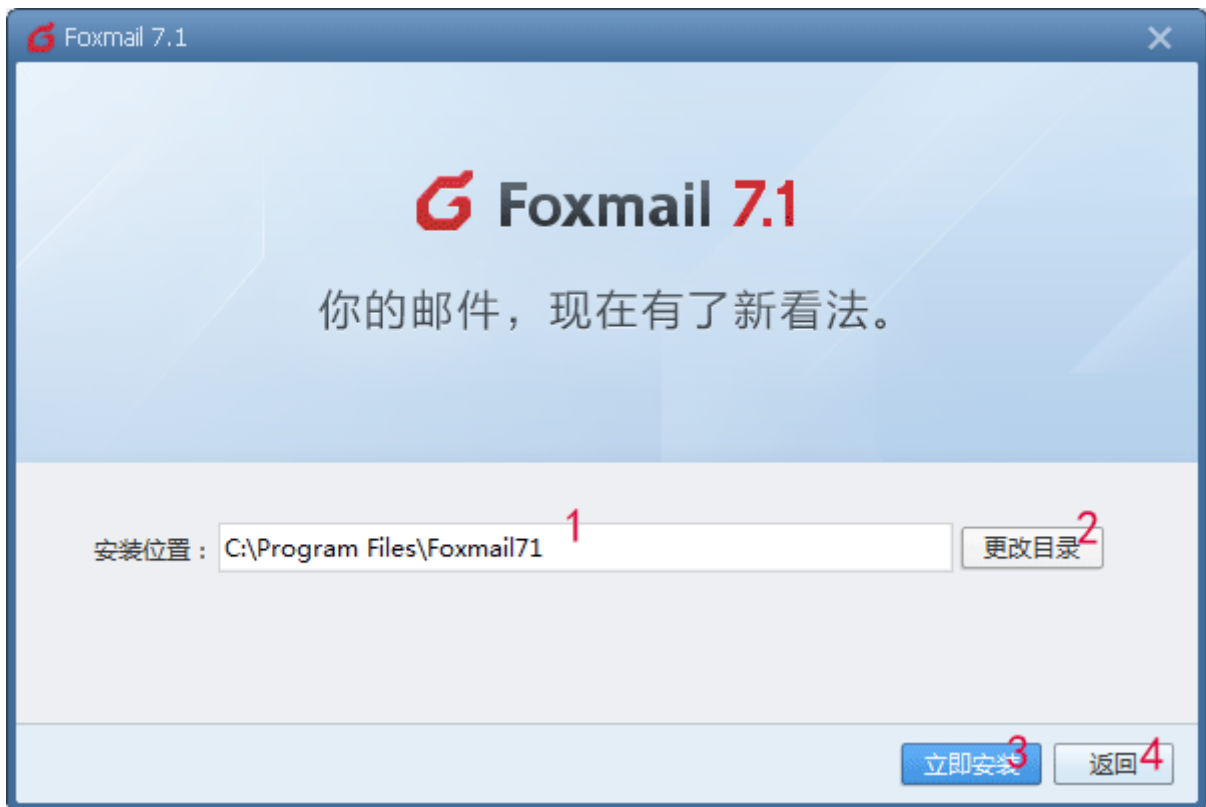 Foxmail 7.1
Foxmail 7.1
你的邮件，现在有了新看法。
1
安装位置： C:\Program Files\Foxmail71 更改目录 2
立即安装 3 返回 4